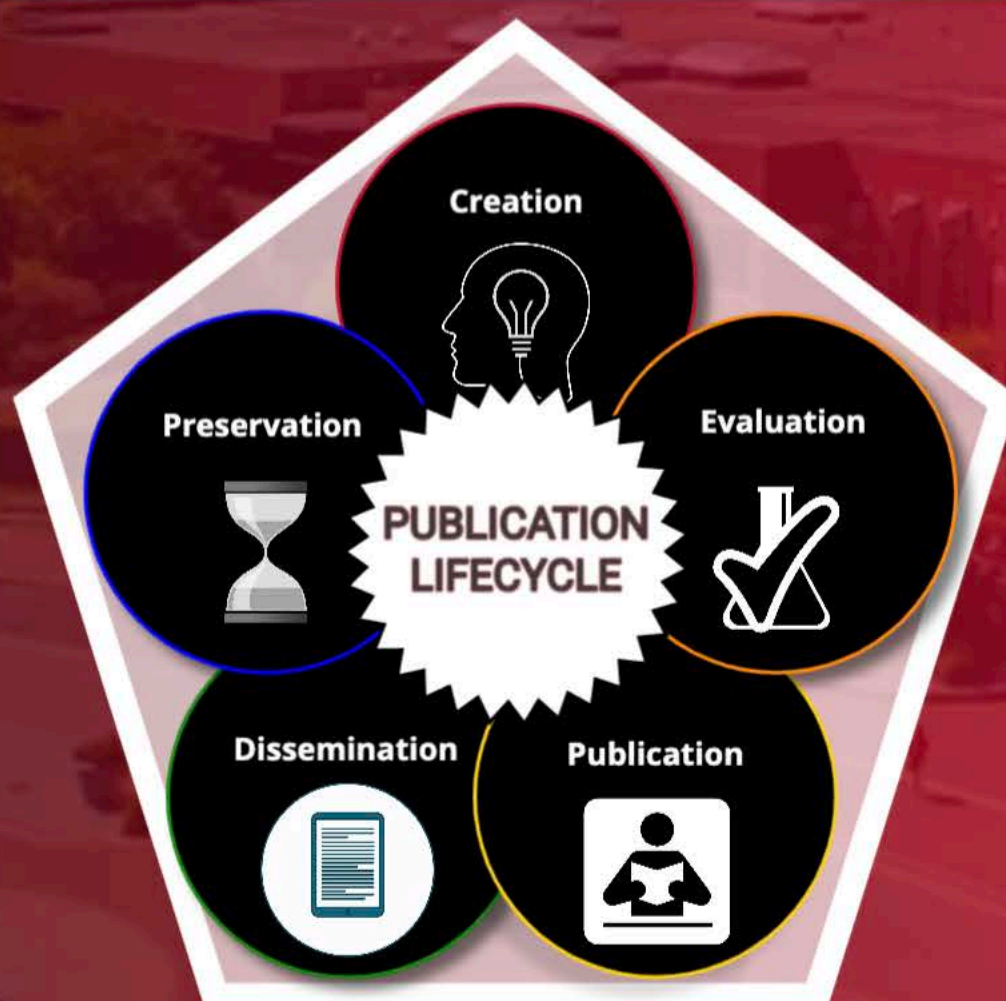 Creation
Preservation
Evaluation
PUBLICATION
LIFECYCLE
Dissemination
Publication